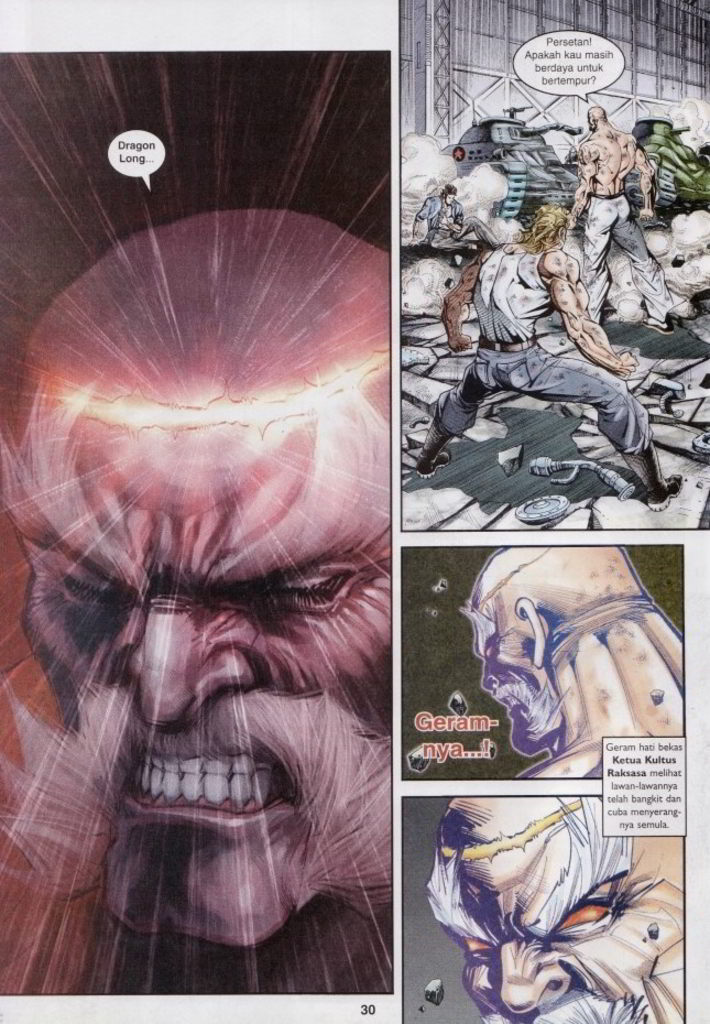 Dragon
Long...
Persetan!
Apakah kau masih
berdaya untuk
bertempur?
Geram-
nya...!
Geram hati bekas
Ketua Kultus
Raksasa melihat
lawan-lawannya
telah bangkit dan
cuba menyerang-
nya semula.
30